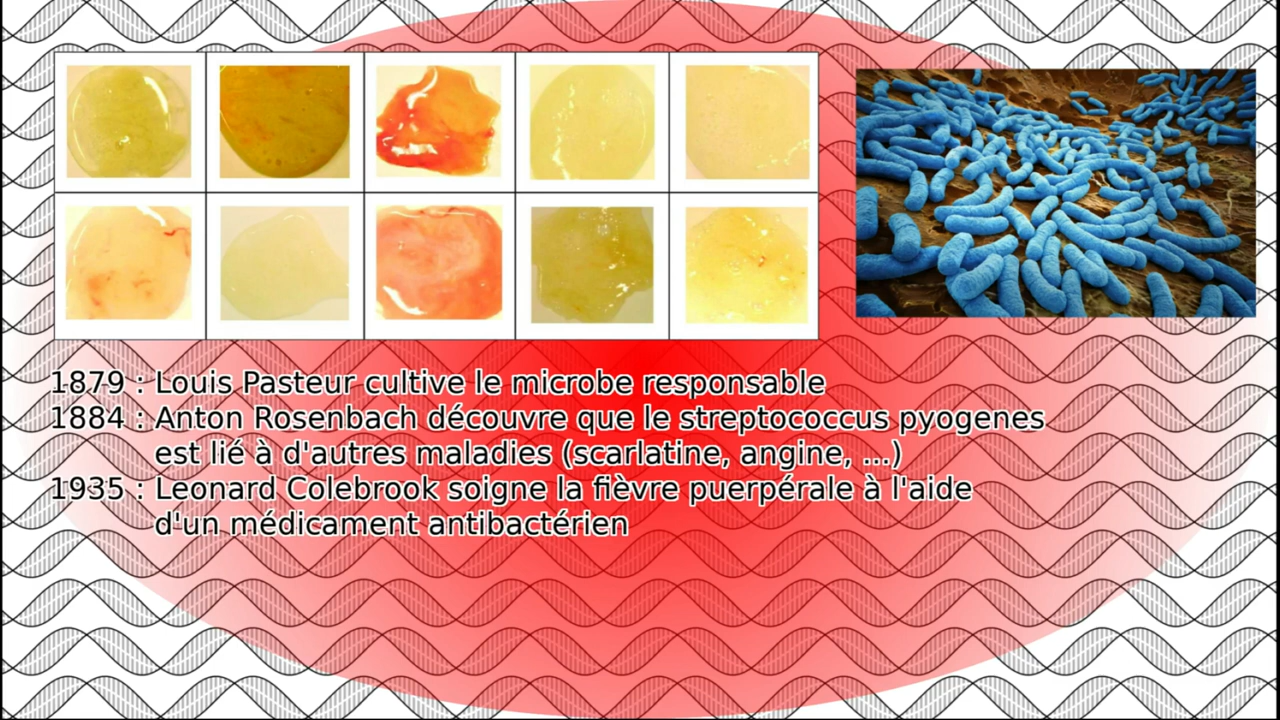 1879 : Louis Pasteur cultive le microbe responsable
1884 : Anton Rosenbach découvre que le streptococcus pyogenes
est lié à d'autres maladies (scarlatine, angine, ...)
1935 : Leonard Colebrook soigne la fièvre puerpérale à l'aide
d'un médicament antibactérien